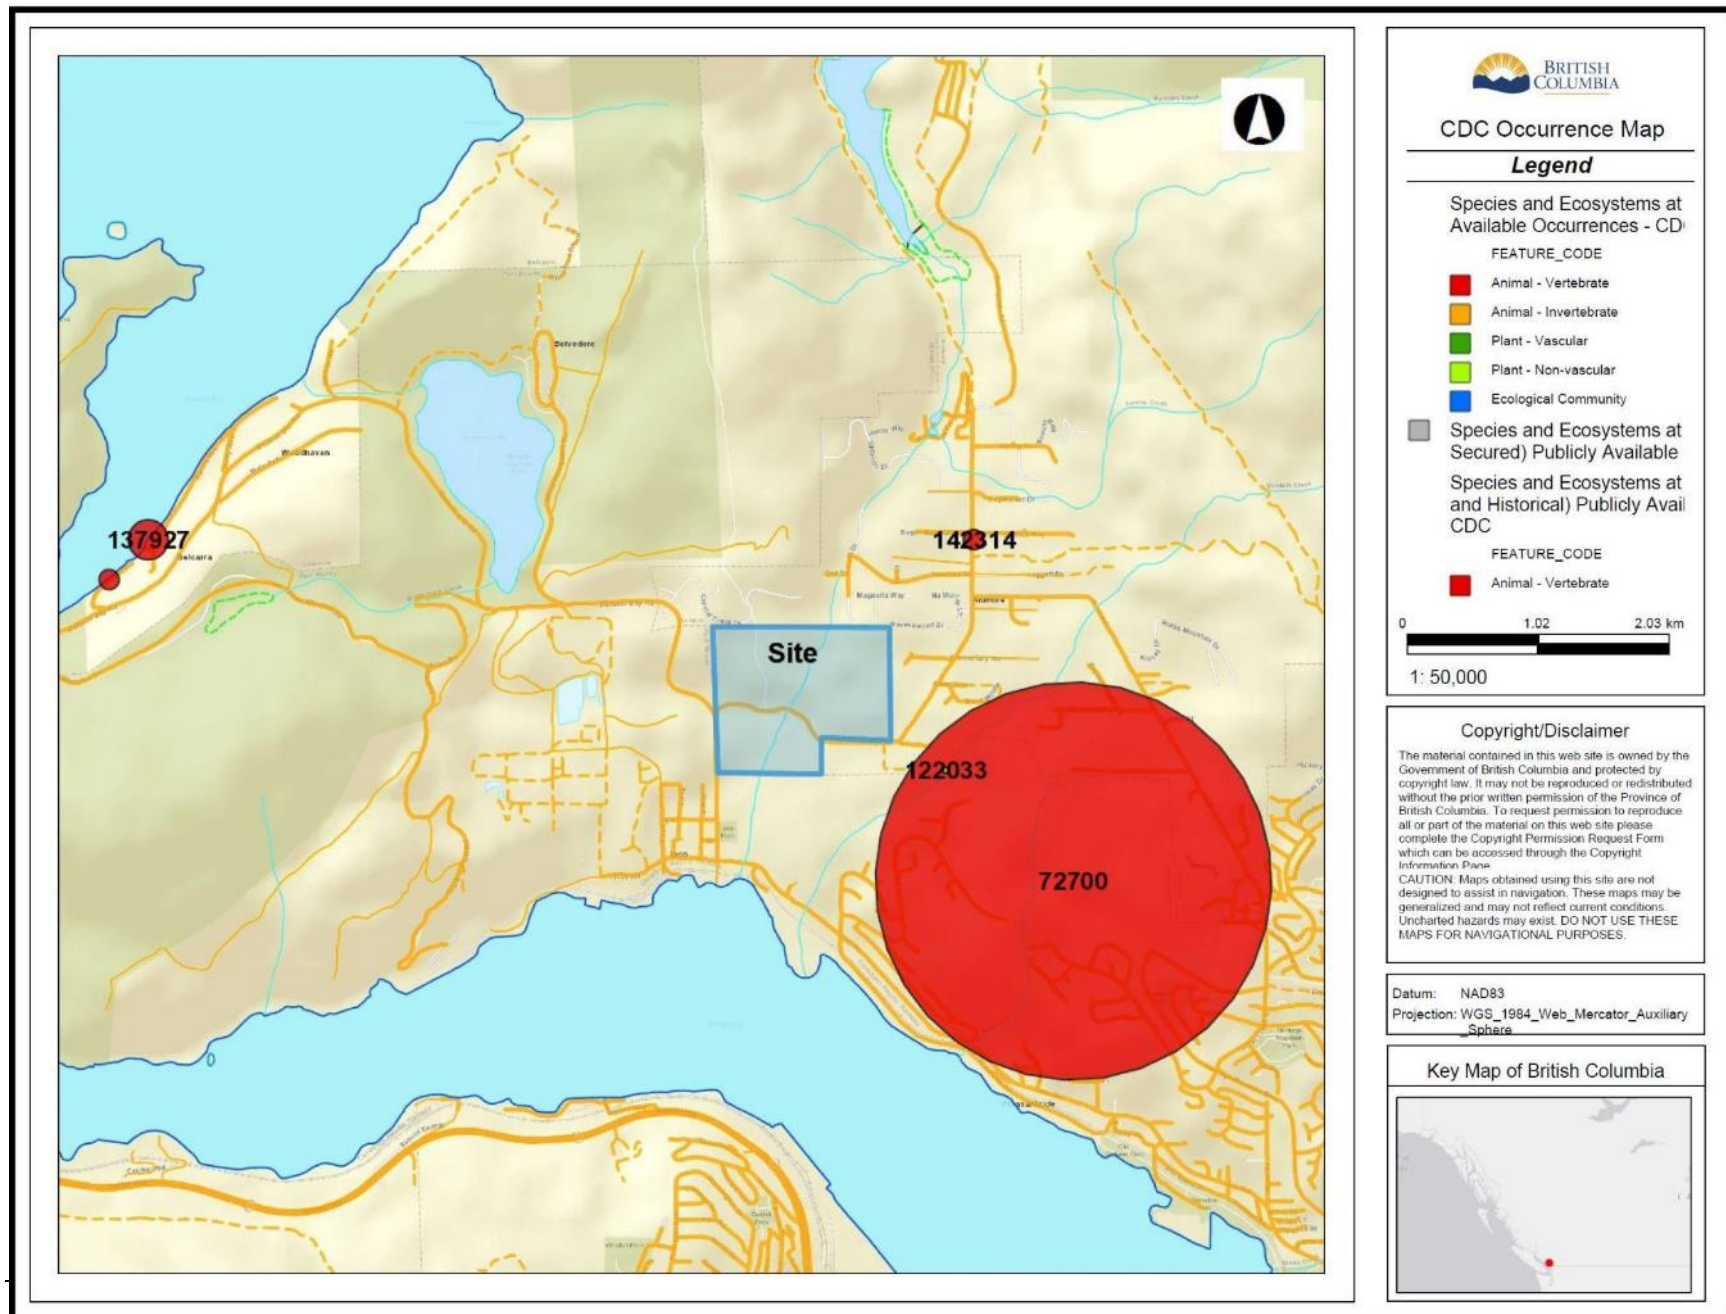 Belvedere
Woodhaven
137927
Belcarra
142314
Magnolia Way
Anmore
Site
122033
72700
BRITISH
COLUMBIA
CDC Occurrence Map
Legend
Species and Ecosystems at
Available Occurrences - CD
FEATURE_CODE
Animal - Vertebrate
Animal - Invertebrate
Plant - Vascular
Plant - Non-vascular
Ecological Community
Species and Ecosystems at
Secured) Publicly Available
Species and Ecosystems at
and Historical) Publicly Avail
CDC
FEATURE_CODE
Animal - Vertebrate
0 1.02 2.03 km
1: 50,000
Copyright/Disclaimer
The material contained in this web site is owned by the
Government of British Columbia and protected by
copyright law. It may not be reproduced or redistributed
without the prior written permission of the Province of
British Columbia. To request permission to reproduce
all or part of the material on this web site please
complete the Copyright Permission Request Form
which can be accessed through the Copyright
Information Page
CAUTION: Maps obtained using this site are not
designed to assist in navigation. These maps may be
generalized and may not reflect current conditions.
Uncharted hazards may exist. DO NOT USE THESE
MAPS FOR NAVIGATIONAL PURPOSES.
Datum: NAD83
Projection: WGS_1984_Web_Mercator_Auxiliary
_Sphere
Key Map of British Columbia